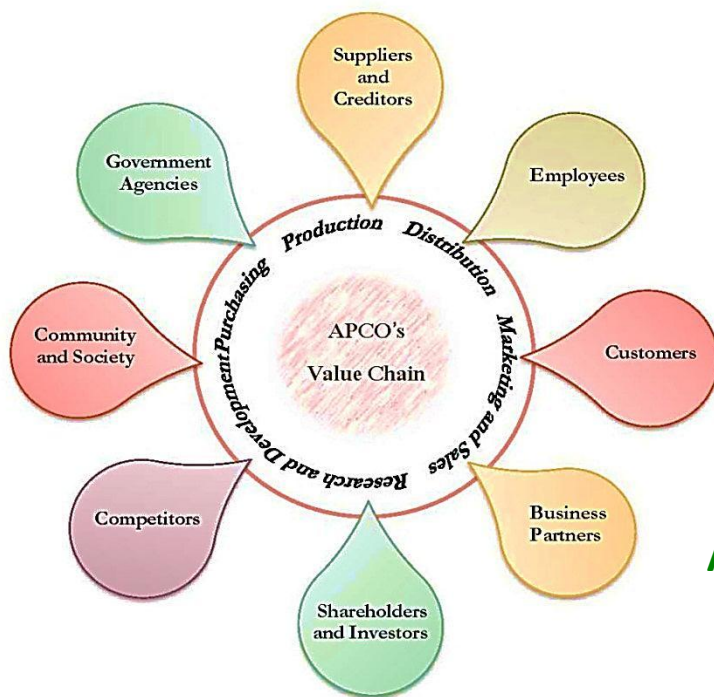 Suppliers
and
Creditors
Employees
Customers
Business
Partners
Shareholders
and Investors
Competitors
Community
and Society
Government
Agencies
Purchasing
Production
Distribution
Marketing and Sales
Research and Development
APCO's
Value Chain